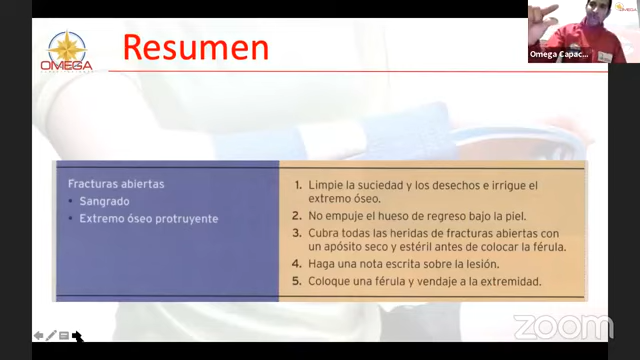 Resumen
OMEGA
OMEGA
Omega Capac...
Fracturas abiertas
• Sangrado
• Extremo óseo protruyente
1. Limpie la suciedad y los desechos e irrigue el
extremo óseo.
2. No empuje el hueso de regreso bajo la piel.
3. Cubra todas las heridas de fracturas abiertas con
un apósito seco y estéril antes de colocar la férula.
4. Haga una nota escrita sobre la lesión.
5. Coloque una férula y vendaje a la extremidad.
zoom